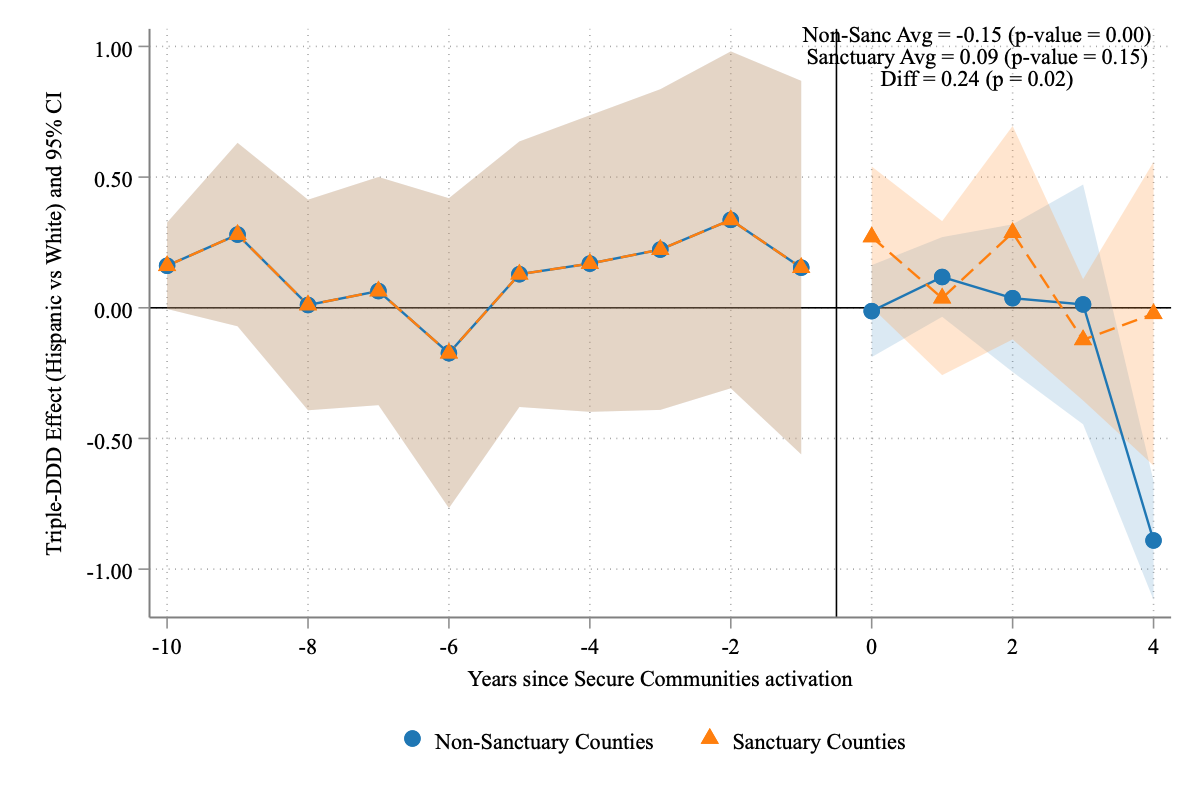 Non-Sanc Avg = -0.15 (p-value = 0.00)
Sanctuary Avg = 0.09 (p-value = 0.15)
Diff = 0.24 (p = 0.02)
Triple-DDD Effect (Hispanic vs White) and 95% CI
1.00
0.50
0.00
-0.50
-1.00
-10 -8 -6 -4 -2 0 2 4
Years since Secure Communities activation
Non-Sanctuary Counties Sanctuary Counties